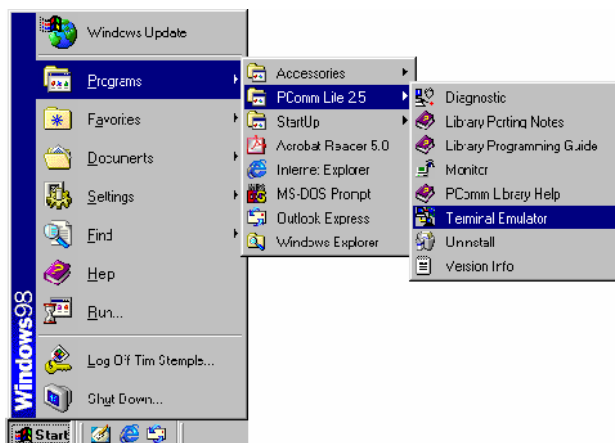 Windows Update
Programs
Favorites
Documents
Settings
Find
Help
Run...
Log Off Tim Stemple...
Shut Down...
Windows98
Start
Accessories
PComm Lite 2.5
StartUp
Acrobat Reader 5.0
Internet Explorer
MS-DOS Prompt
Outlook Express
Windows Explorer
Diagnostic
Library Porting Notes
Library Programming Guide
Monitor
PComm Library Help
Terminal Emulator
Uninstall
Version Info